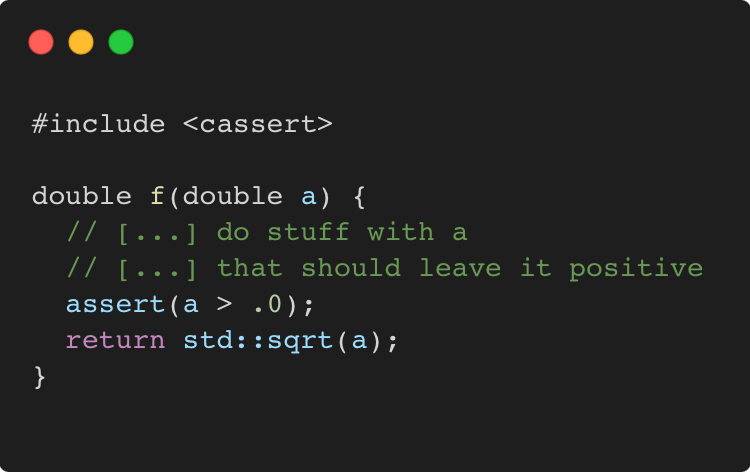 #include <cassert>
double f(double a) {
// [...] do stuff with a
// [...] that should leave it positive
assert(a > .0);
return std::sqrt(a);
}